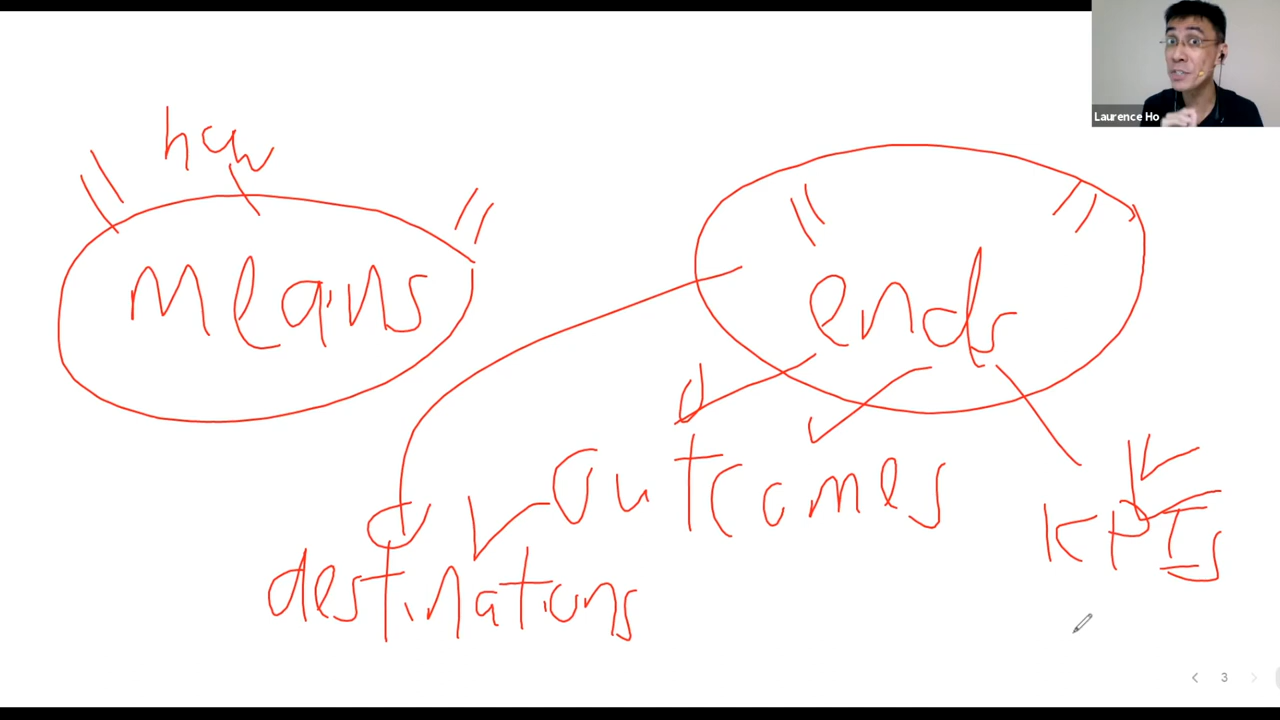 Laurence Ho
how
" means "
" ends "
outcomes
KPIs
destinations
3